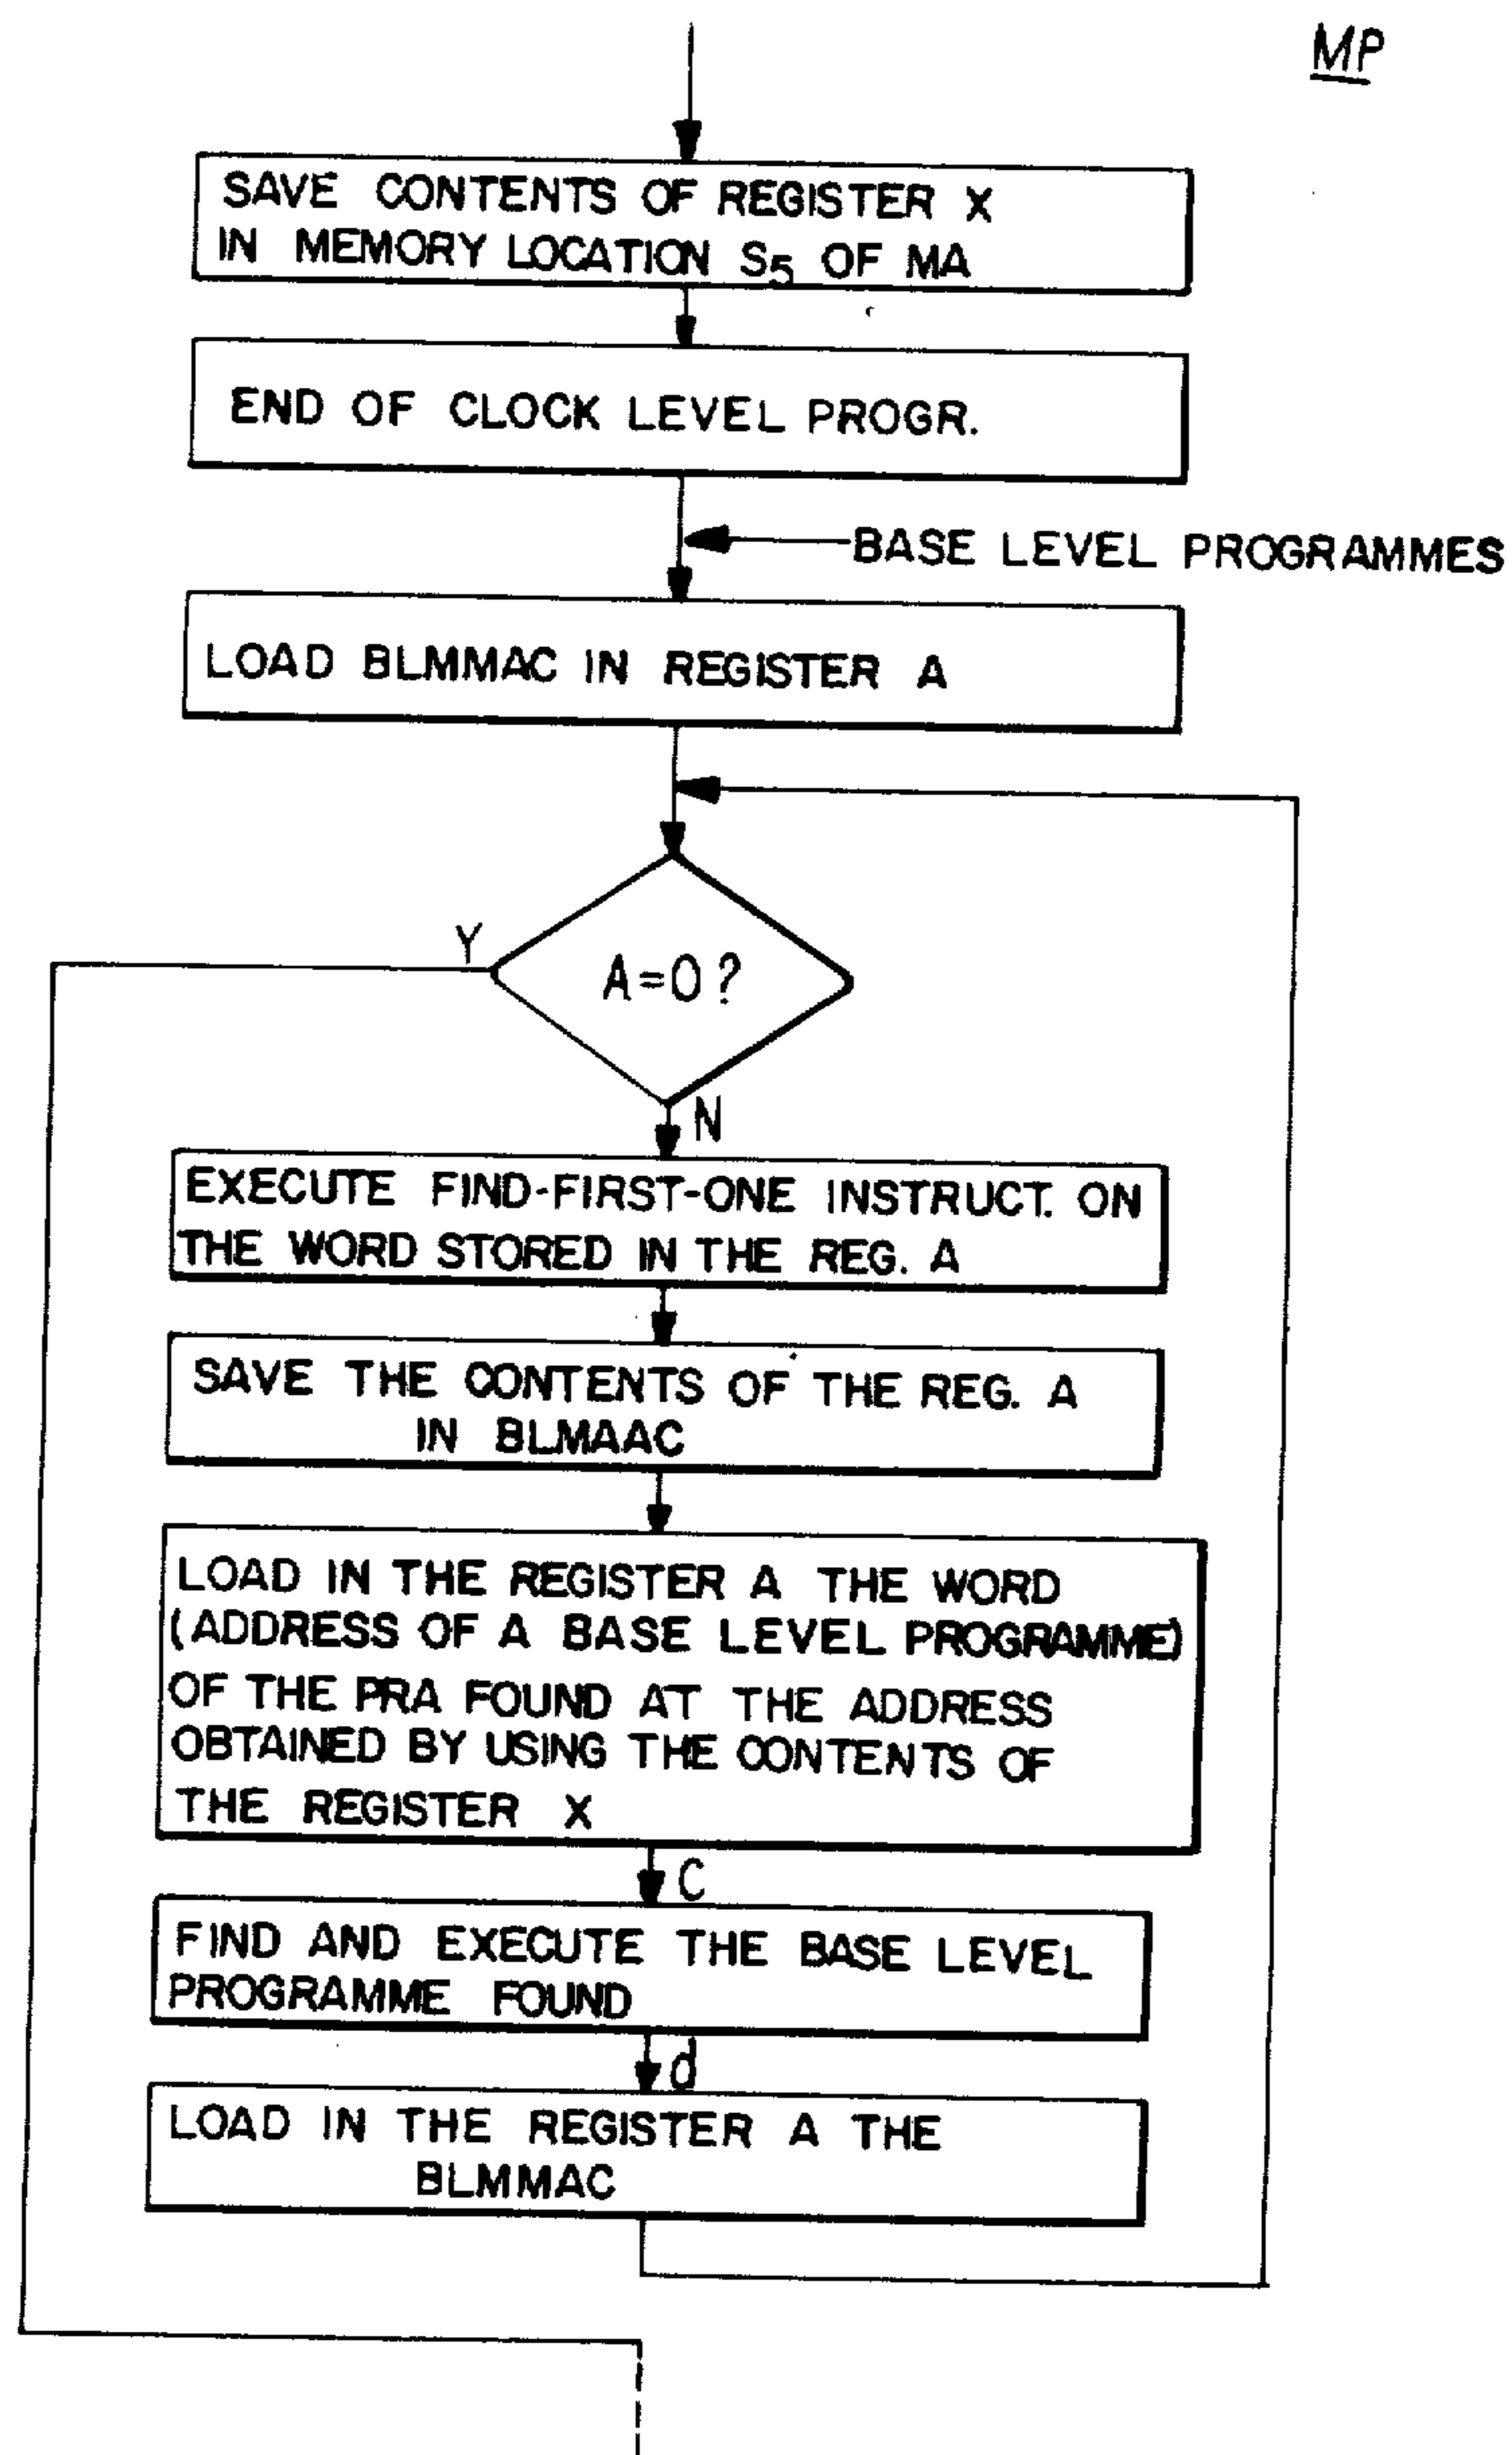 MP
SAVE CONTENTS OF REGISTER X
IN MEMORY LOCATION S5 OF MA
END OF CLOCK LEVEL PROGR.
BASE LEVEL PROGRAMMES
LOAD BLMMAC IN REGISTER A
Y
A=0?
N
EXECUTE FIND-FIRST-ONE INSTRUCT. ON
THE WORD STORED IN THE REG. A
SAVE THE CONTENTS OF THE REG. A
IN BLMAAC
LOAD IN THE REGISTER A THE WORD
(ADDRESS OF A BASE LEVEL PROGRAMME)
OF THE PRA FOUND AT THE ADDRESS
OBTAINED BY USING THE CONTENTS OF
THE REGISTER X
C
FIND AND EXECUTE THE BASE LEVEL
PROGRAMME FOUND
d
LOAD IN THE REGISTER A THE
BLMMAC